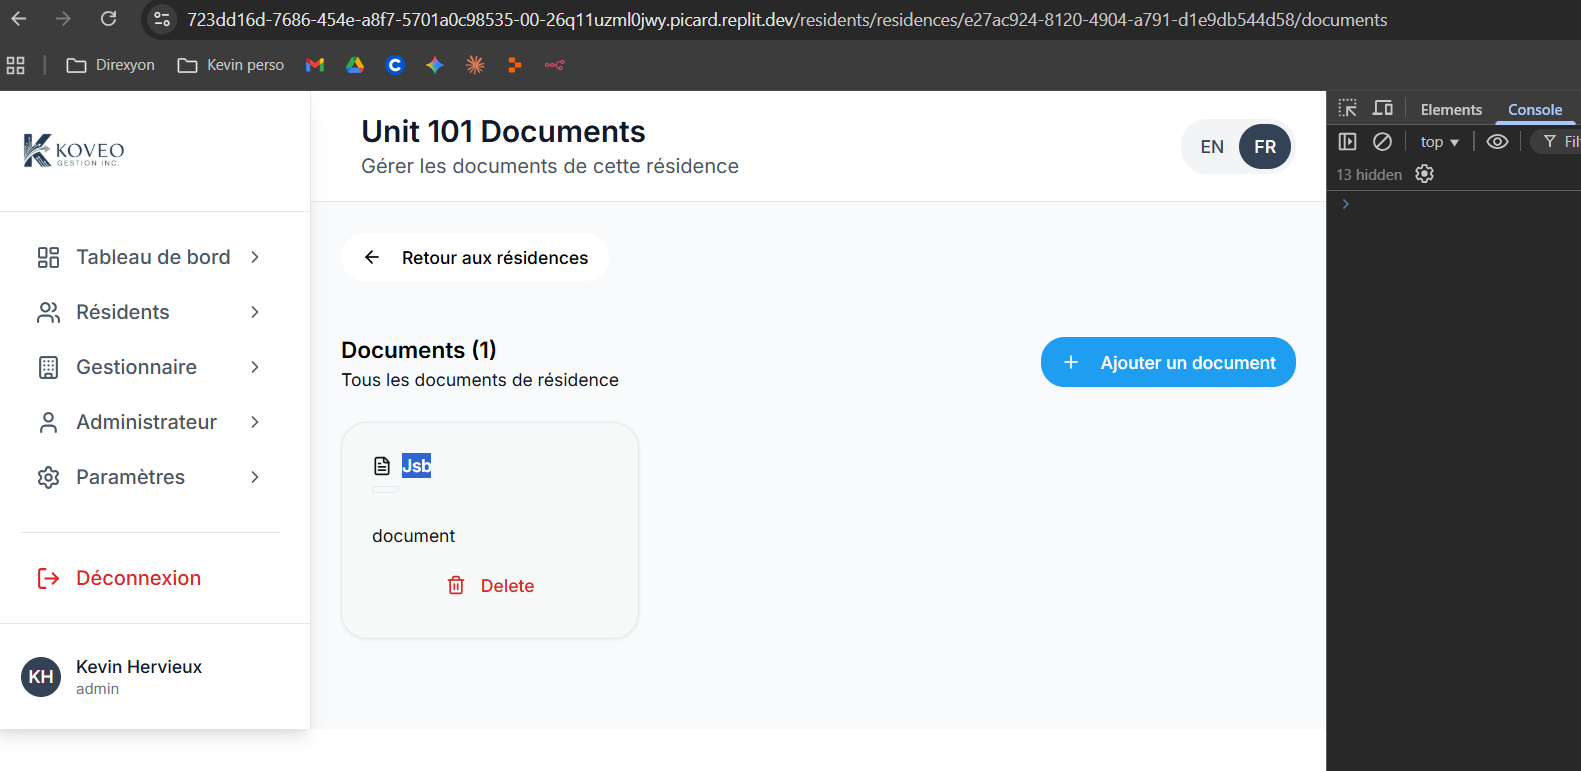 723dd16d-7686-454e-a8f7-5701a0c98535-00-26q11uzml0jwy.picard.replit.dev/residents/residences/e27ac924-8120-4904-a791-d1e9db544d58/documents
Direxyon
Kevin perso
KOVEO
GESTION INC.
Unit 101 Documents
Gérer les documents de cette résidence
EN FR
Tableau de bord
Résidents
Gestionnaire
Administrateur
Paramètres
Déconnexion
KH
Kevin Hervieux
admin
Retour aux résidences
Documents (1)
Tous les documents de résidence
Ajouter un document
Jsb
document
Delete
Elements Console
top
13 hidden